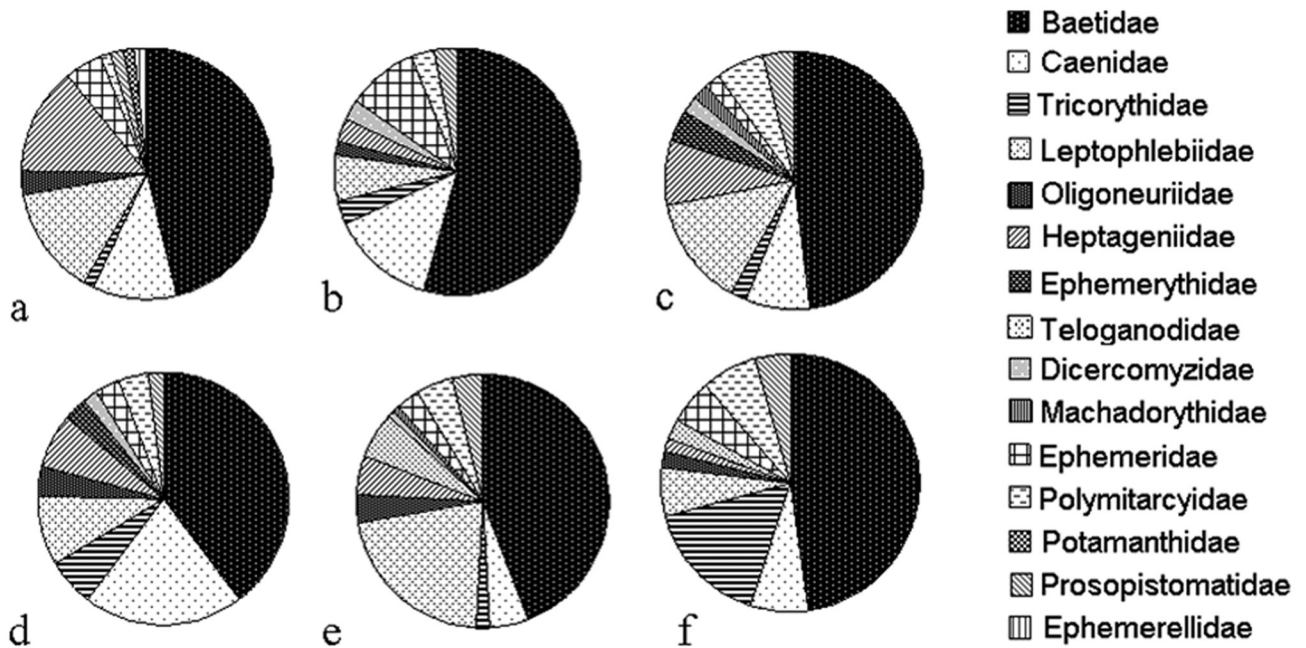 a
b
c
d
e
f
Baetidae
Caenidae
Tricorythidae
Leptophlebiidae
Oligoneuriidae
Heptageniidae
Ephemerythidae
Teloganodidae
Dicercomyzidae
Machadorythidae
Ephemeridae
Polymitarcyidae
Potamanthidae
Prosopistomatidae
Ephemerellidae